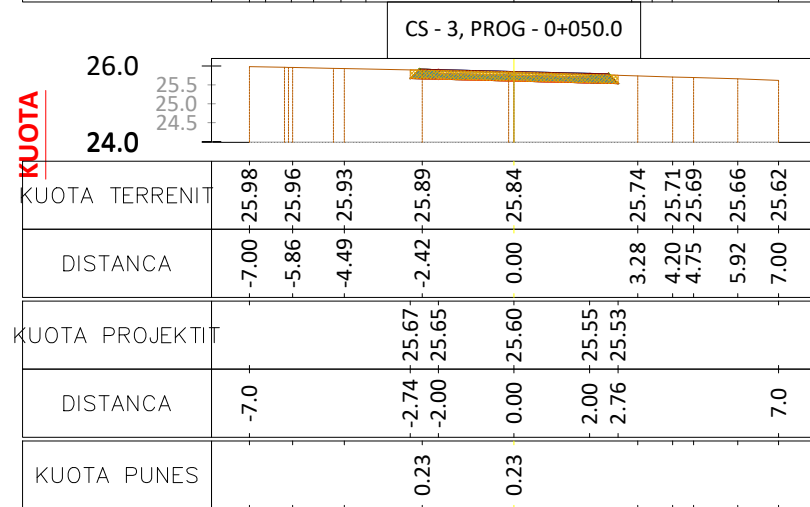 CS - 3, PROG - 0+050.0
KUOTA
26.0
25.5
25.0
24.5
24.0
KUOTA TERRENIT 25.98 25.96 25.93 25.89 25.84 25.74 25.71 25.69 25.66 25.62
DISTANCA -7.00 -5.86 -4.49 -2.42 0.00 3.28 4.20 4.75 5.92 7.00
KUOTA PROJEKTIT 25.67 25.65 25.60 25.55 25.53
DISTANCA -7.0 -2.74 -2.00 0.00 2.00 2.76 7.0
KUOTA PUNES 0.23 0.23